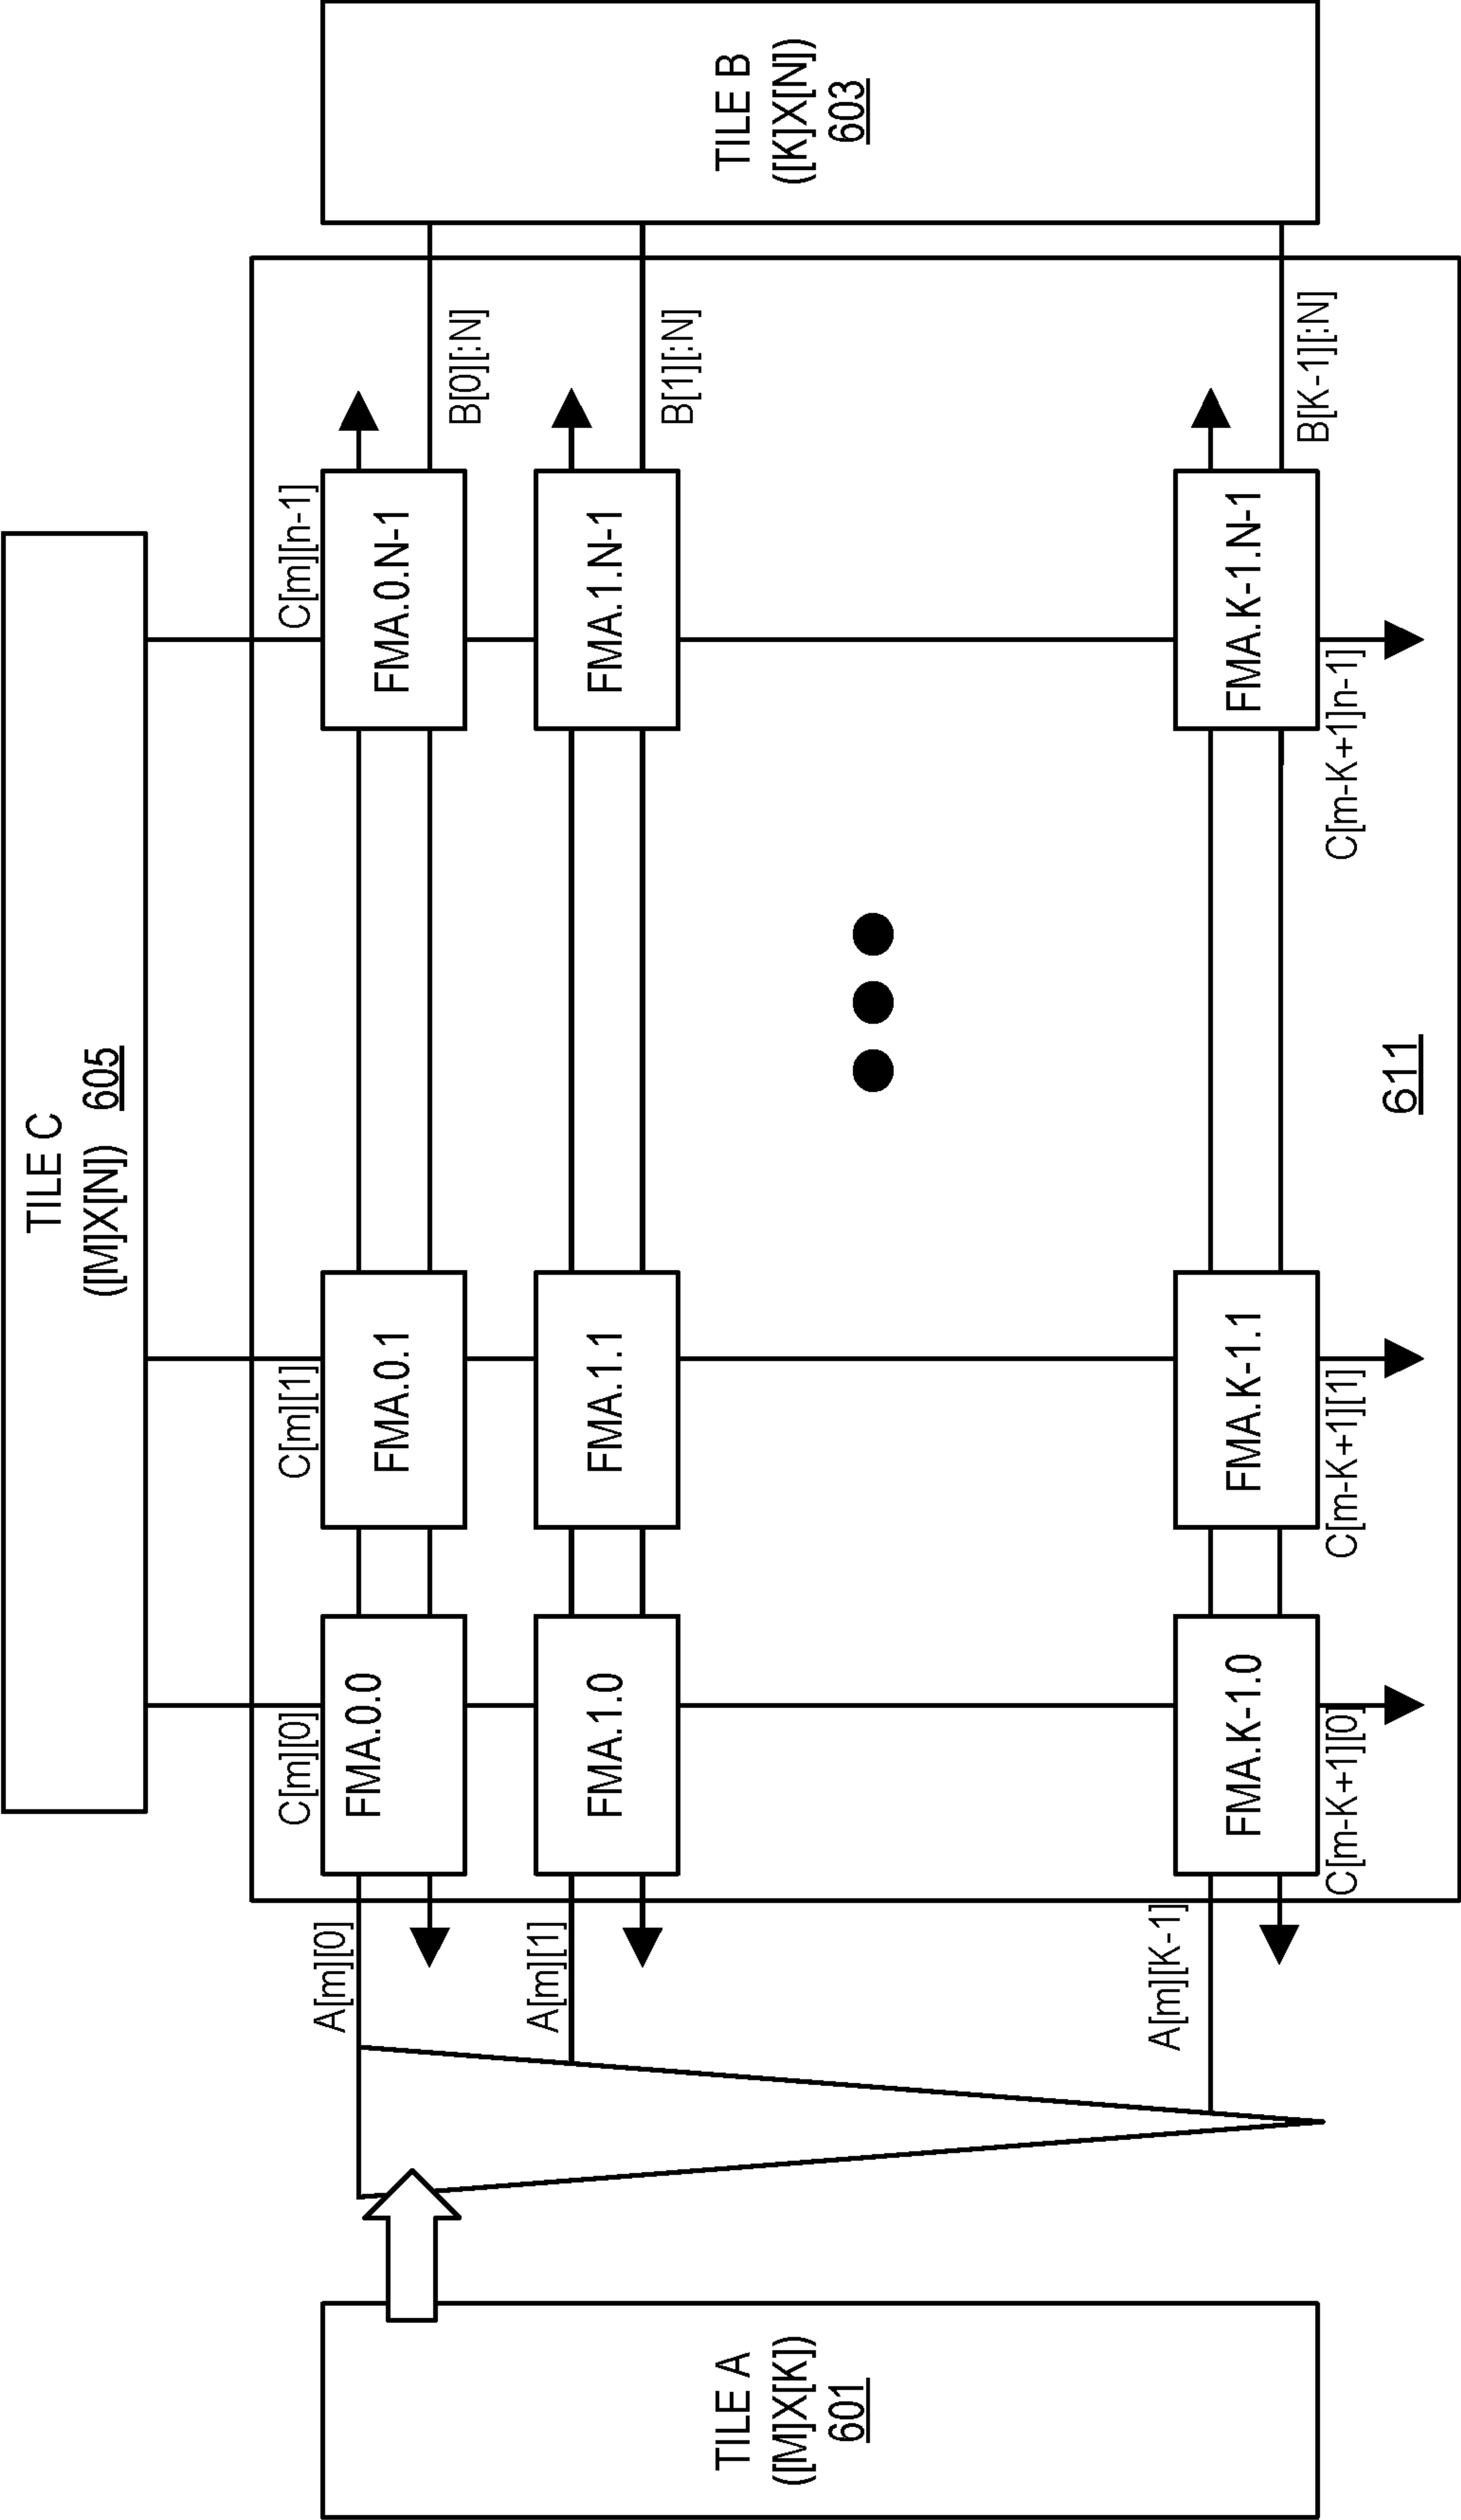 TILE C
([M]X[N]) 605
C[m][0]
C[m][1]
C[m][n-1]
A[m][0]
FMA.0.0
FMA.0.1
FMA.0.N-1
B[0][:N]
A[m][1]
FMA.1.0
FMA.1.1
FMA.1.N-1
B[1][:N]
TILE A
([M]X[K])
601
TILE B
([K]X[N])
603
A[m][K-1]
FMA.K-1.0
FMA.K-1.1
FMA.K-1.N-1
B[K-1][:N]
C[m-K+1][0]
C[m-K+1][1]
C[m-K+1]n-1]
611